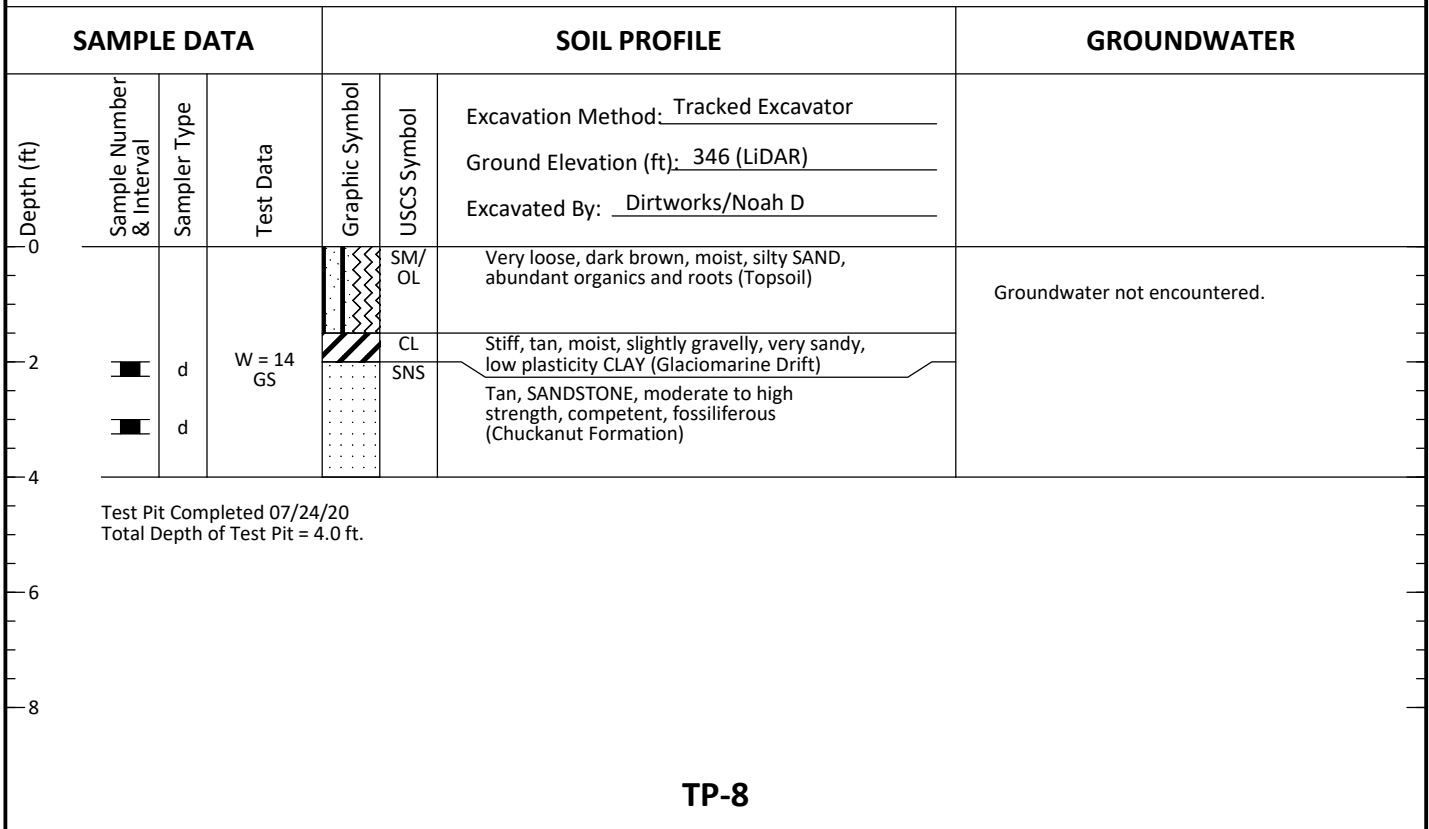 SAMPLE DATA
SOIL PROFILE
GROUNDWATER
Depth (ft)
Sample Number
& Interval
Sampler Type
Test Data
Graphic Symbol
USCS Symbol
Excavation Method: Tracked Excavator
Ground Elevation (ft): 346 (LiDAR)
Excavated By: Dirtworks/Noah D
0
SM/
OL
Very loose, dark brown, moist, silty SAND,
abundant organics and roots (Topsoil)
Groundwater not encountered.
CL
Stiff, tan, moist, slightly gravelly, very sandy,
low plasticity CLAY (Glaciomarine Drift)
2
d
W = 14
GS
SNS
Tan, SANDSTONE, moderate to high
strength, competent, fossiliferous
(Chuckanut Formation)
d
4
Test Pit Completed 07/24/20
Total Depth of Test Pit = 4.0 ft.
6
8
TP-8